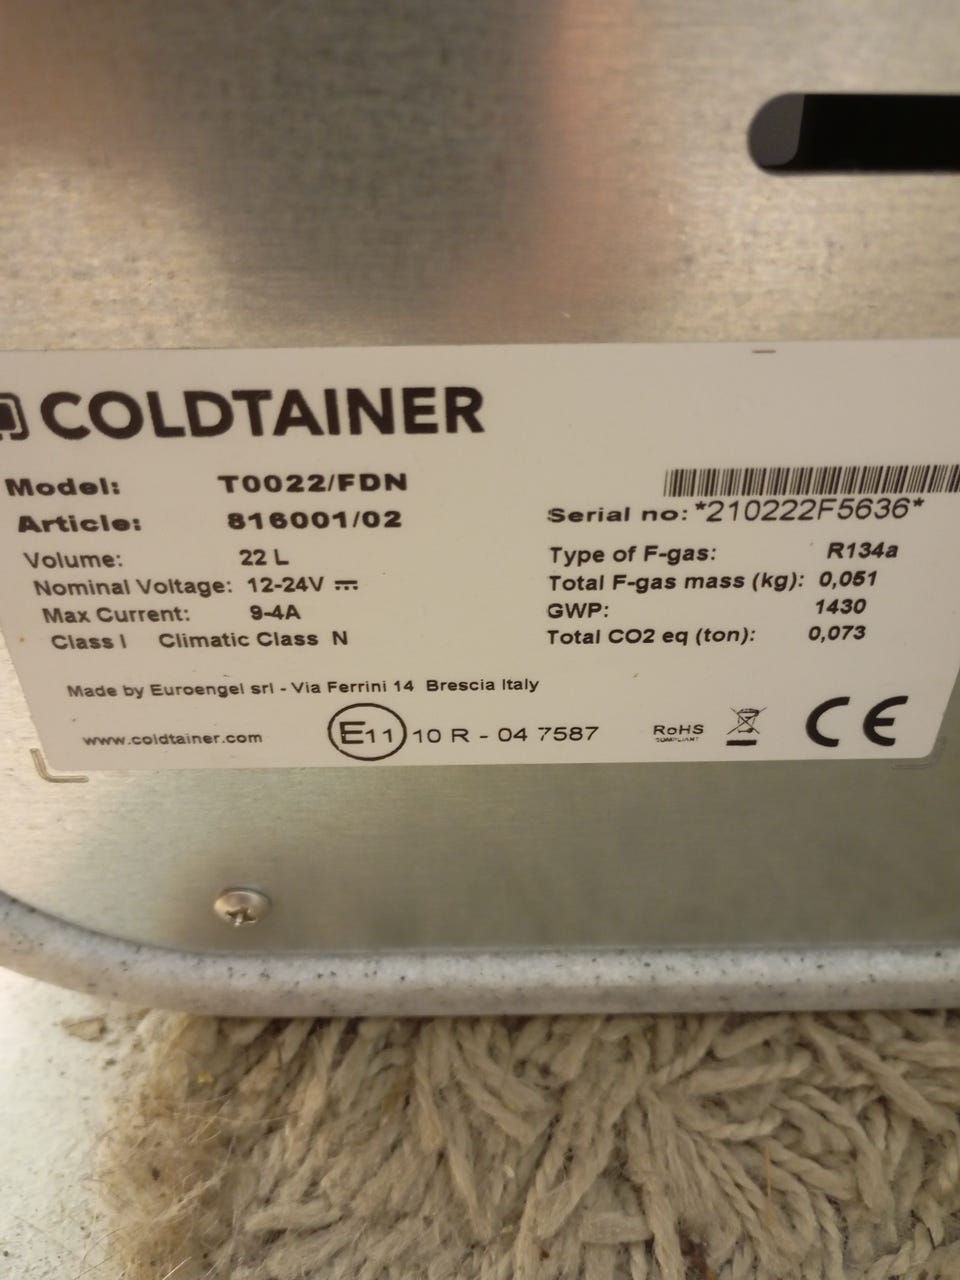 COLDTAINER
Model: T0022/FDN
Article: 816001/02
Volume: 22 L
Nominal Voltage: 12-24V ⎓
Max Current: 9-4A
Class I Climatic Class N
Serial no: *210222F5636*
Type of F-gas: R134a
Total F-gas mass (kg): 0,051
GWP: 1430
Total CO2 eq (ton): 0,073
Made by Euroengel srl - Via Ferrini 14 Brescia Italy
www.coldtainer.com
E11 10 R - 04 7587
RoHS
COMPLIANT
CE